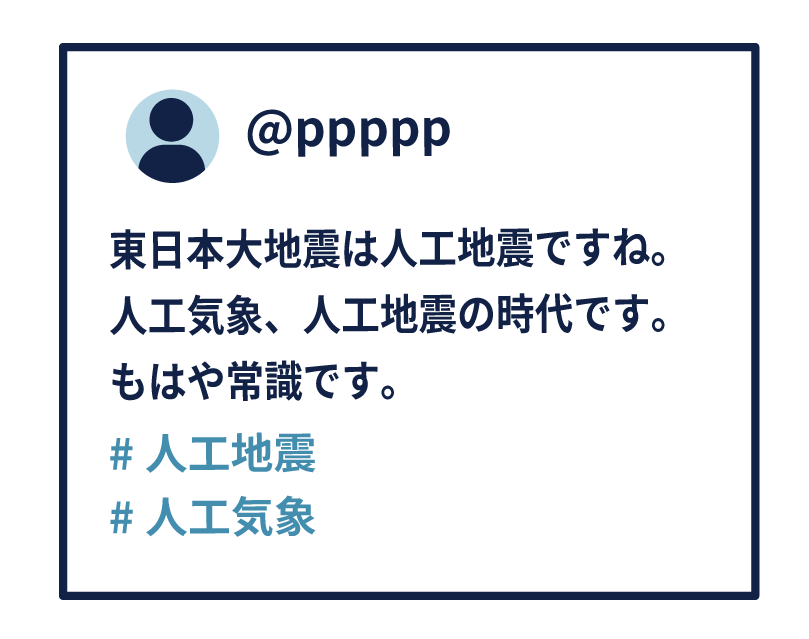 @ppppp
東日本大地震は人工地震ですね。
人工気象、人工地震の時代です。
もはや常識です。
# 人工地震
# 人工気象